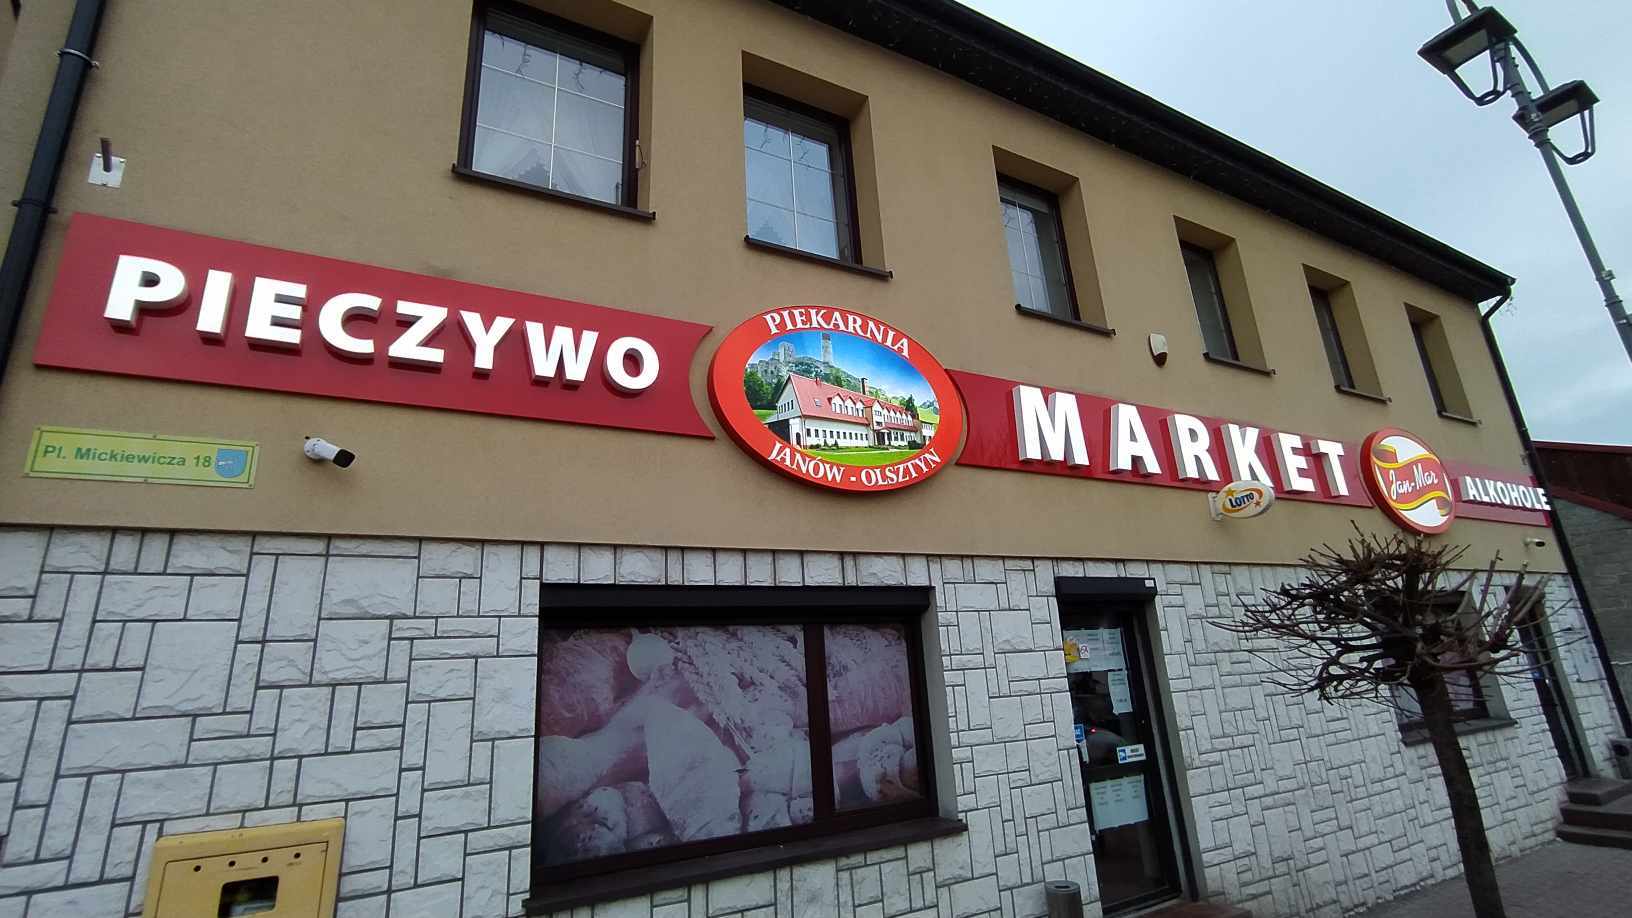 PIECZYWO
PIEKARNIA
JANÓW - OLSZTYN
MARKET
Jan-Mar
ALKOHOLE
LOTTO
Pl. Mickiewicza 18